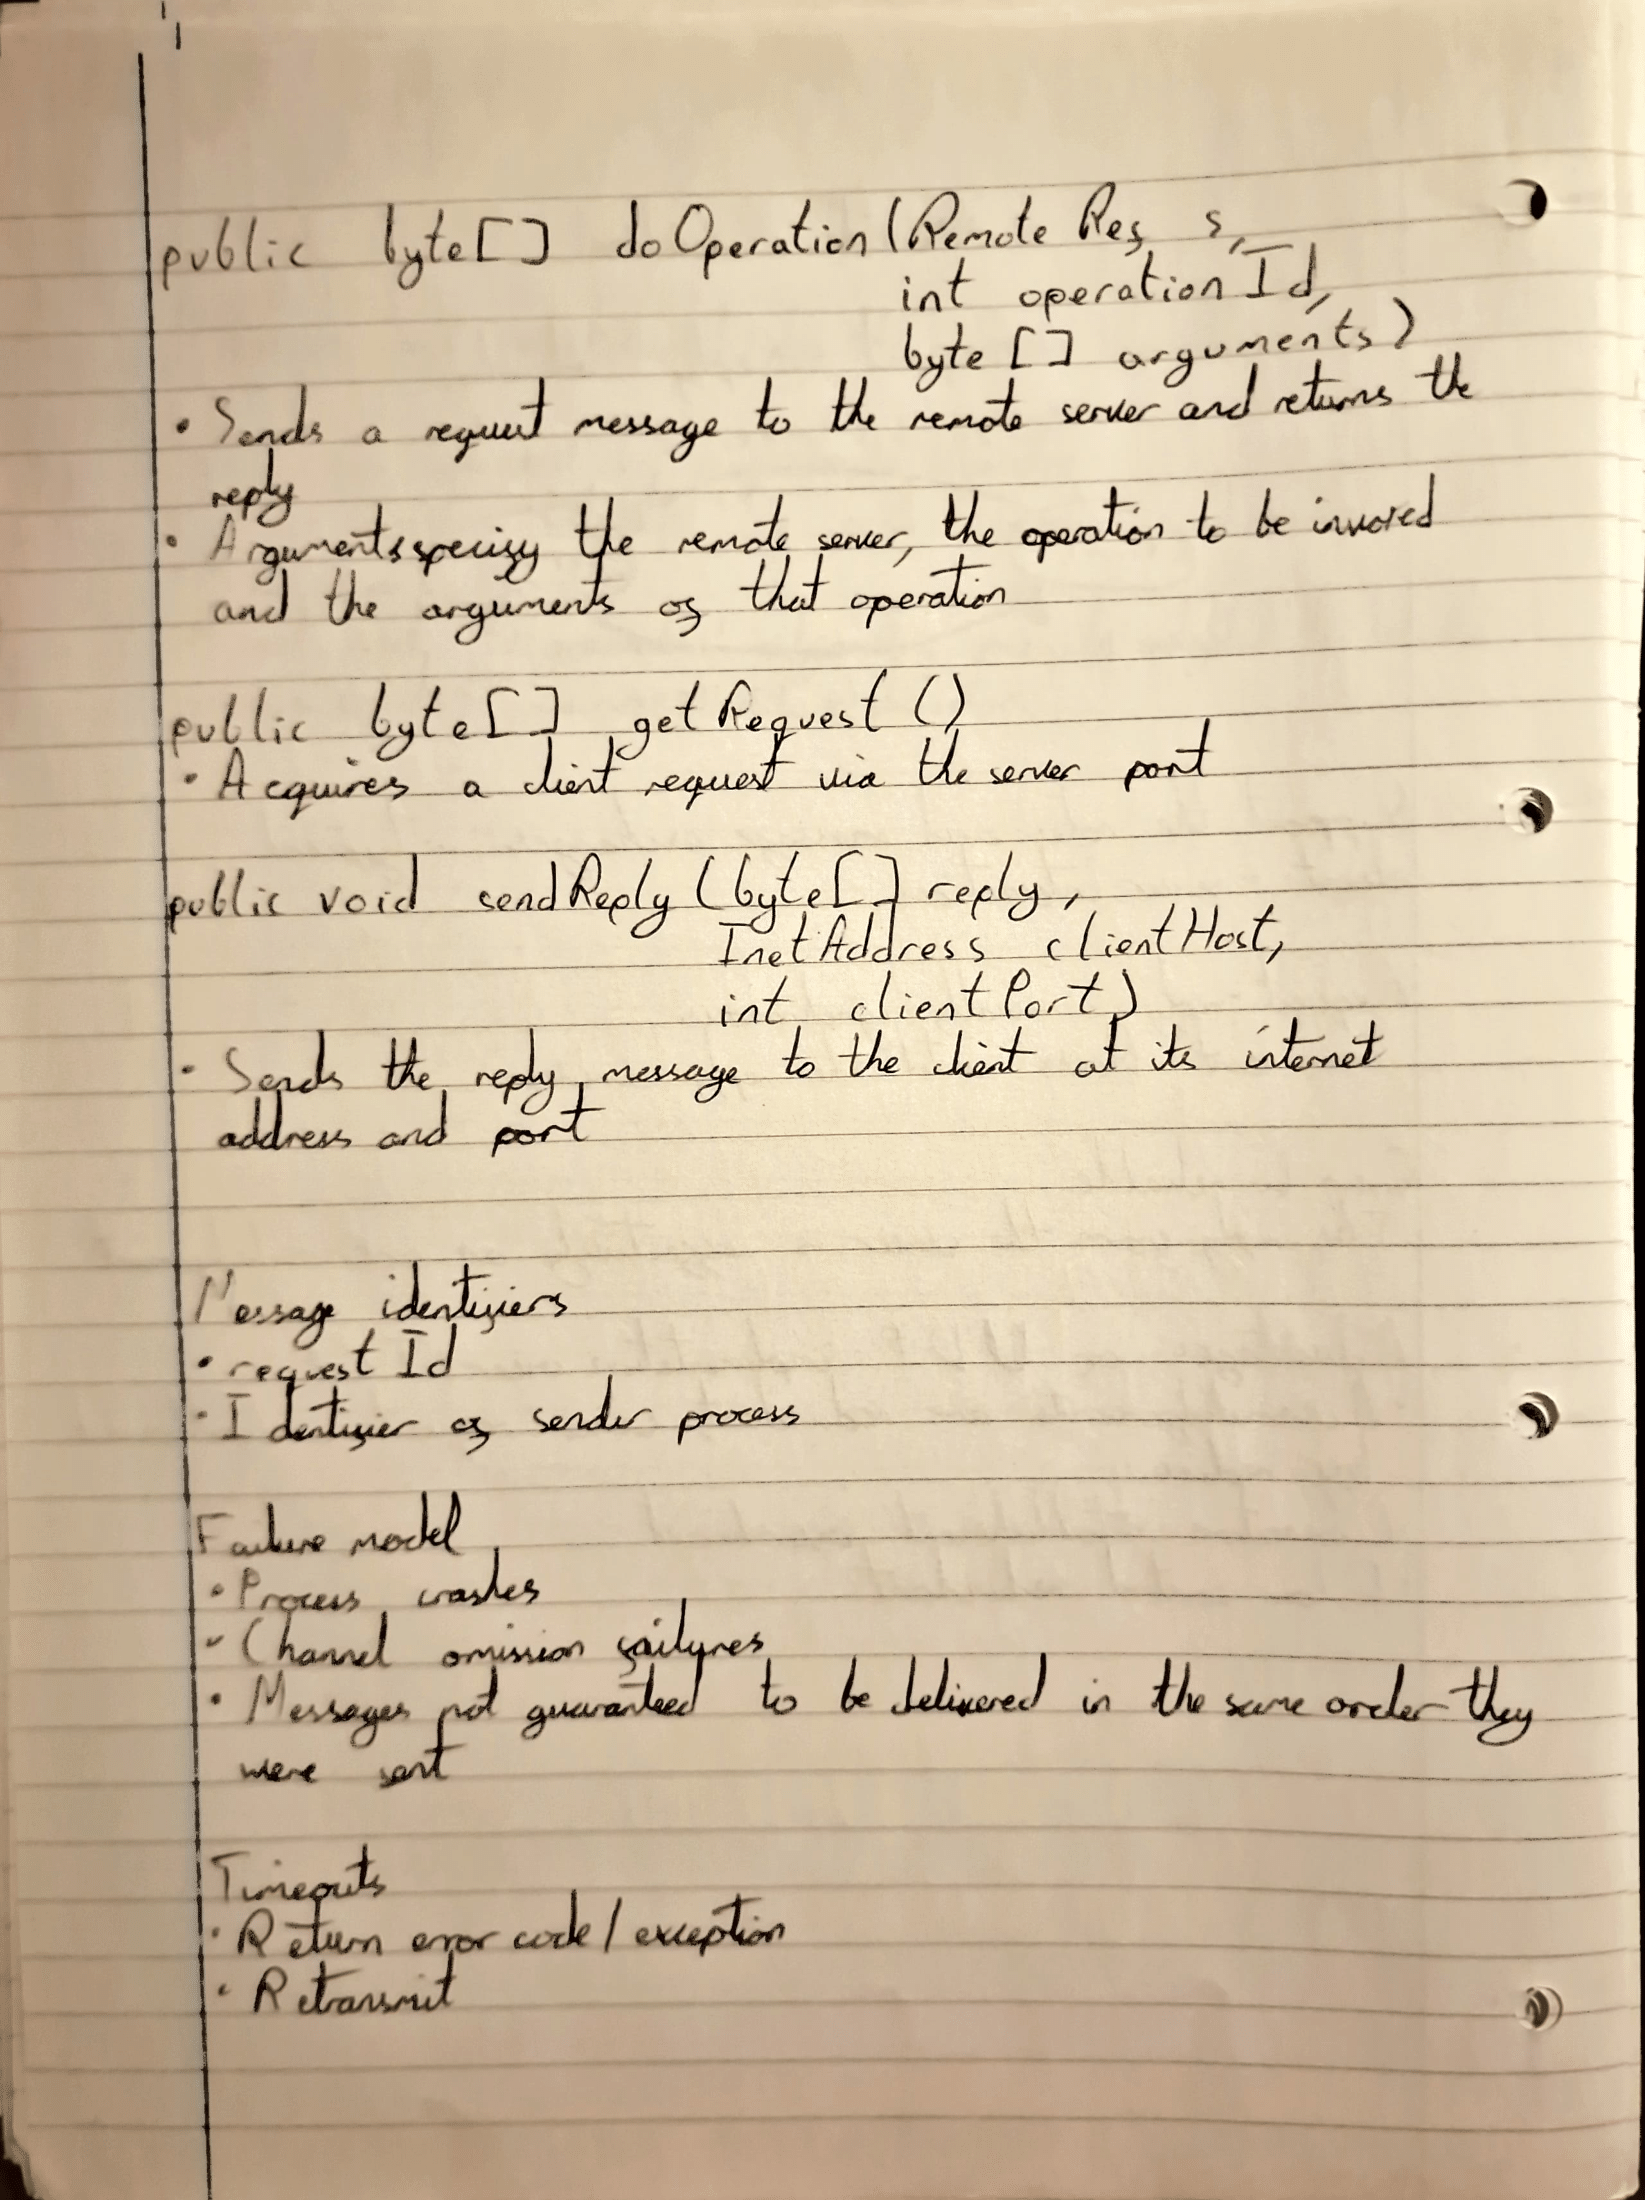 public byte[] doOperation(RemoteRef s,
int operationId,
byte[] arguments)
• Sends a request message to the remote server and returns the
reply
• Arguments specify the remote server, the operation to be invoked
and the arguments of that operation
public byte[] getRequest()
• Acquires a client request via the server port
public void sendReply(byte[] reply,
InetAddress clientHost,
int clientPort)
• Sends the reply message to the client at its internet
address and port
Message identifiers
• requestId
• Identifier of sender process
Failure model
• Process crashes
• Channel omission failures
• Messages not guaranteed to be delivered in the same order they
were sent
Timeouts
• Return error code / exception
• Retransmit